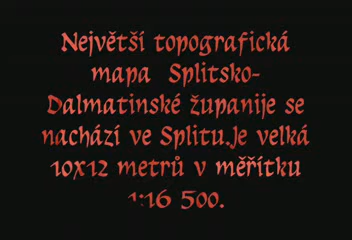 Největší topografická
mapa Splitsko-
Dalmatinské županije se
nachází ve Splitu.Je velká
10x12 metrů v měřítku
1:16 500.